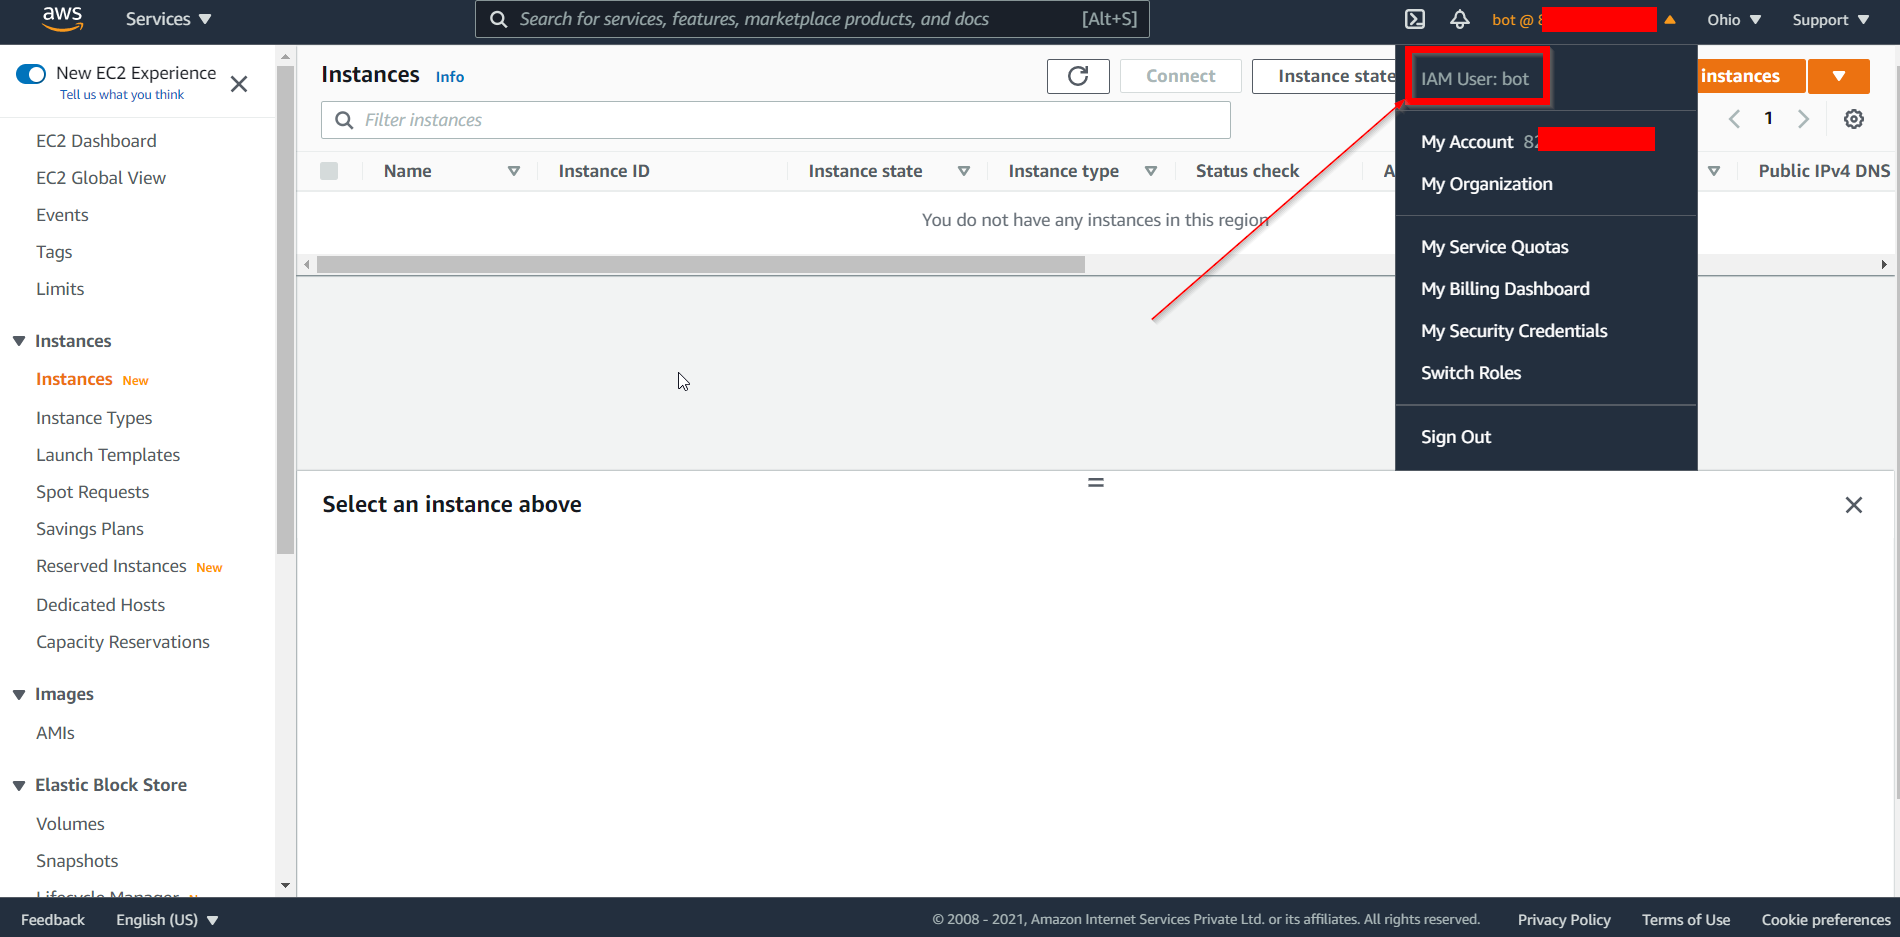 aws
Services
Search for services, features, marketplace products, and docs [Alt+S]
bot @ 8
Ohio
Support
New EC2 Experience
Tell us what you think
EC2 Dashboard
EC2 Global View
Events
Tags
Limits
Instances
Instances New
Instance Types
Launch Templates
Spot Requests
Savings Plans
Reserved Instances New
Dedicated Hosts
Capacity Reservations
Images
AMIs
Elastic Block Store
Volumes
Snapshots
Lifecycle Manager
Instances Info
Connect
Instance state
instances
Filter instances
1
Name
Instance ID
Instance state
Instance type
Status check
A
Public IPv4 DNS
You do not have any instances in this region
IAM User: bot
My Account 82
My Organization
My Service Quotas
My Billing Dashboard
My Security Credentials
Switch Roles
Sign Out
Select an instance above
Feedback
English (US)
© 2008 - 2021, Amazon Internet Services Private Ltd. or its affiliates. All rights reserved.
Privacy Policy
Terms of Use
Cookie preferences